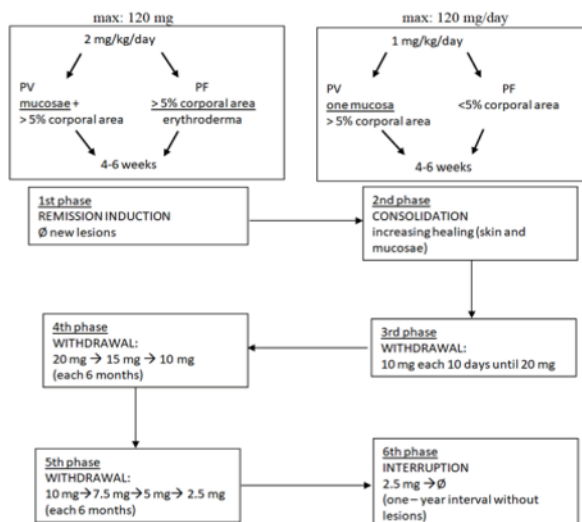 max: 120 mg
2 mg/kg/day
PV
mucosae +
> 5% corporal area
PF
> 5% corporal area
erythroderma
4-6 weeks
max: 120 mg/day
1 mg/kg/day
PV
one mucosa
> 5% corporal area
PF
<5% corporal area
4-6 weeks
1st phase
REMISSION INDUCTION
Ø new lesions
2nd phase
CONSOLIDATION
increasing healing (skin and
mucosae)
3rd phase
WITHDRAWAL:
10 mg each 10 days until 20 mg
4th phase
WITHDRAWAL:
20 mg → 15 mg → 10 mg
(each 6 months)
5th phase
WITHDRAWAL:
10 mg→7.5 mg→5 mg→ 2.5 mg
(each 6 months)
6th phase
INTERRUPTION
2.5 mg →Ø
(one – year interval without
lesions)